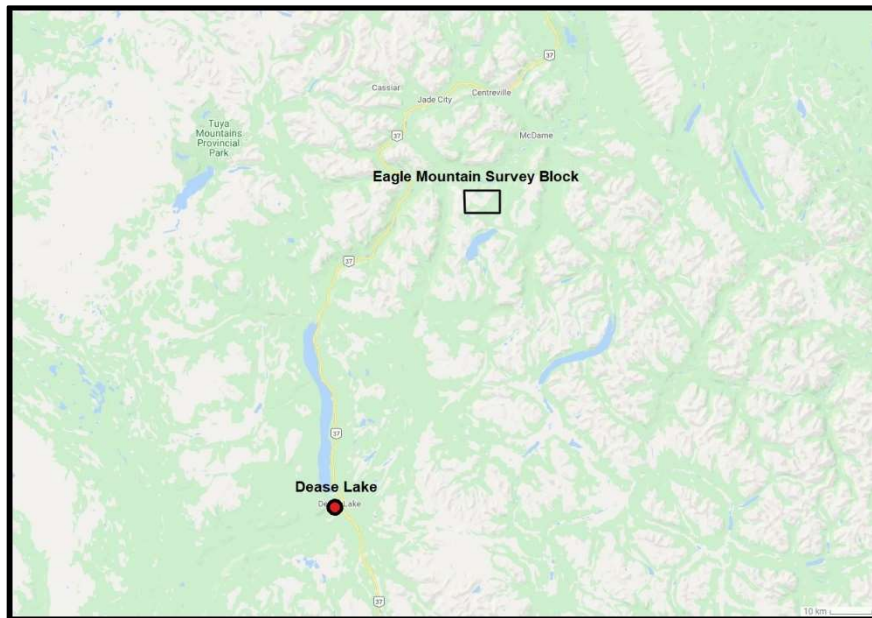 37
Cassiar
Centreville
Jade City
Tuya
Mountains
Provincial
Park
37
McDame
Eagle Mountain Survey Block
37
37
Dease Lake
37
10 km